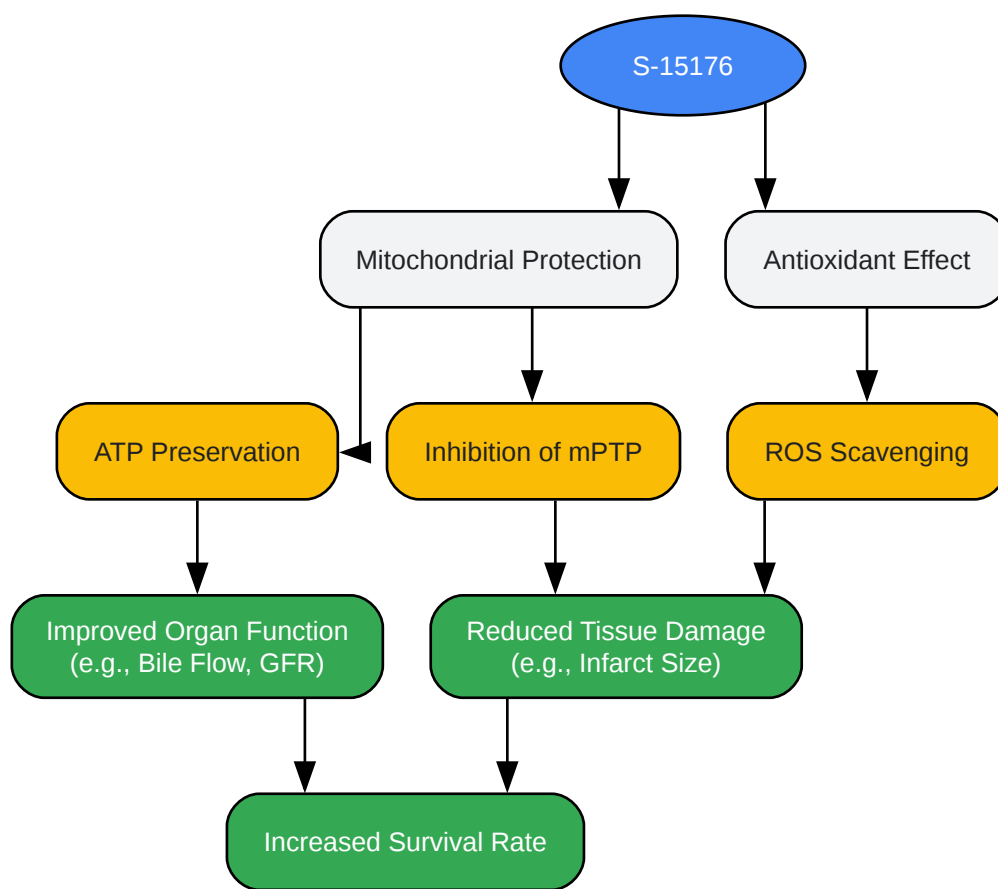 S-15176
Mitochondrial Protection
Antioxidant Effect
ATP Preservation
Inhibition of mPTP
ROS Scavenging
Improved Organ Function
(e.g., Bile Flow, GFR)
Reduced Tissue Damage
(e.g., Infarct Size)
Increased Survival Rate